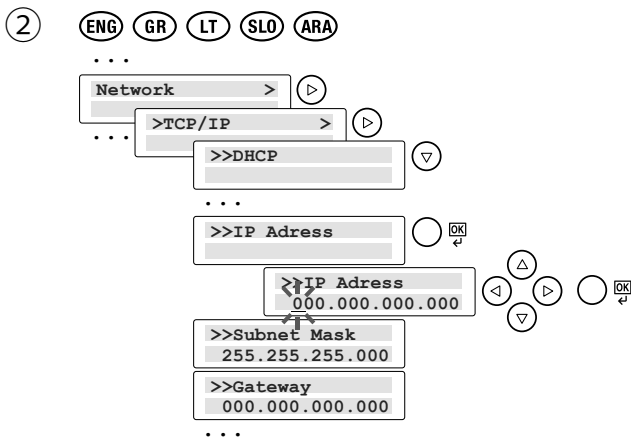 2 ENG GR LT SLO ARA
...
Network >
... >TCP/IP >
>>DHCP
...
>>IP Adress
OK
>>IP Adress
000.000.000.000
OK
>>Subnet Mask
255.255.255.000
>>Gateway
000.000.000.000
...